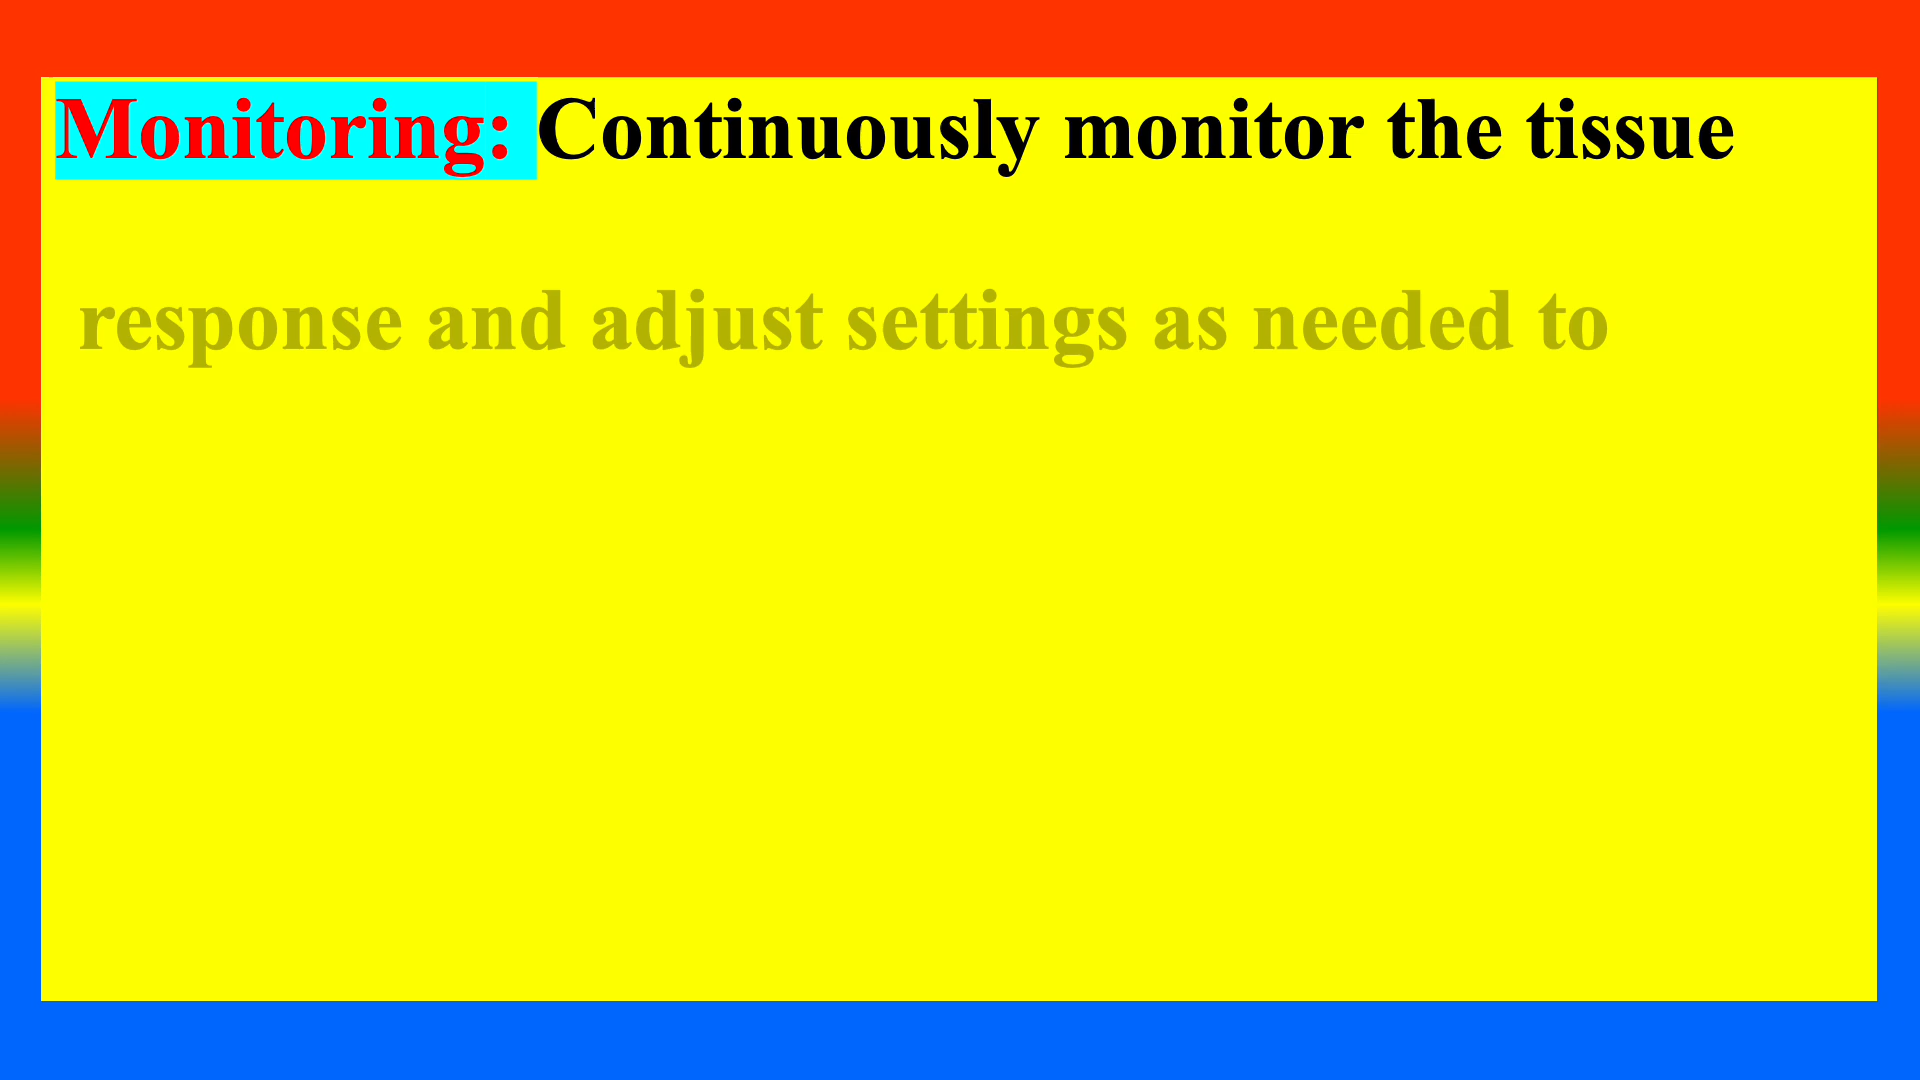 Monitoring: Continuously monitor the tissue
response and adjust settings as needed to